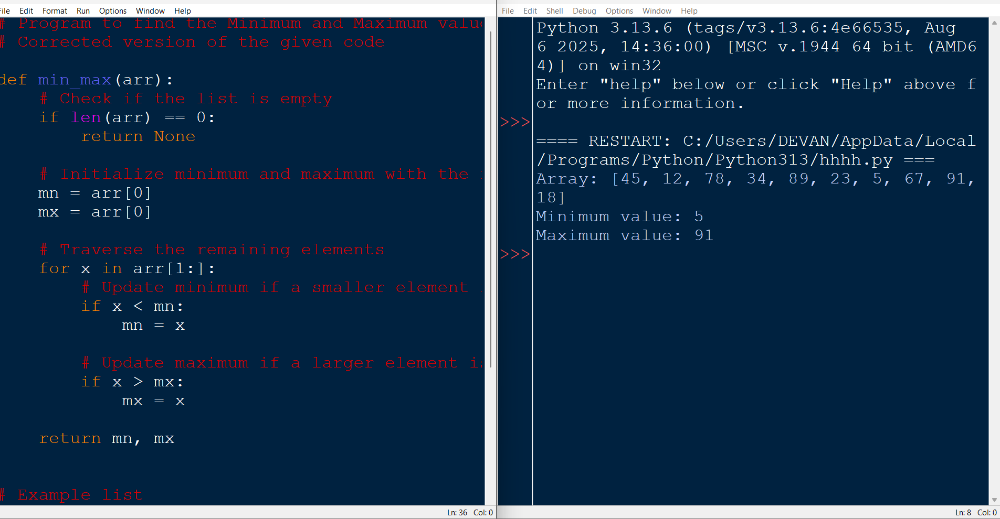 File Edit Format Run Options Window Help
# Program to find the Minimum and Maximum
# Corrected version of the given code
def min_max(arr):
# Check if the list is empty
if len(arr) == 0:
return None
# Initialize minimum and maximum with the
mn = arr[0]
mx = arr[0]
# Traverse the remaining elements
for x in arr[1:]:
# Update minimum if a smaller element
if x < mn:
mn = x
# Update maximum if a larger element
if x > mx:
mx = x
return mn, mx
# Example list
Ln: 36 Col: 0
File Edit Shell Debug Options Window Help
Python 3.13.6 (tags/v3.13.6:4e66535, Aug
6 2025, 14:36:00) [MSC v.1944 64 bit (AMD6
4)] on win32
Enter "help" below or click "Help" above f
or more information.
>>>
==== RESTART: C:/Users/DEVAN/AppData/Local
/Programs/Python/Python313/hhhh.py ===
Array: [45, 12, 78, 34, 89, 23, 5, 67, 91,
18]
Minimum value: 5
Maximum value: 91
>>>
Ln: 8 Col: 0